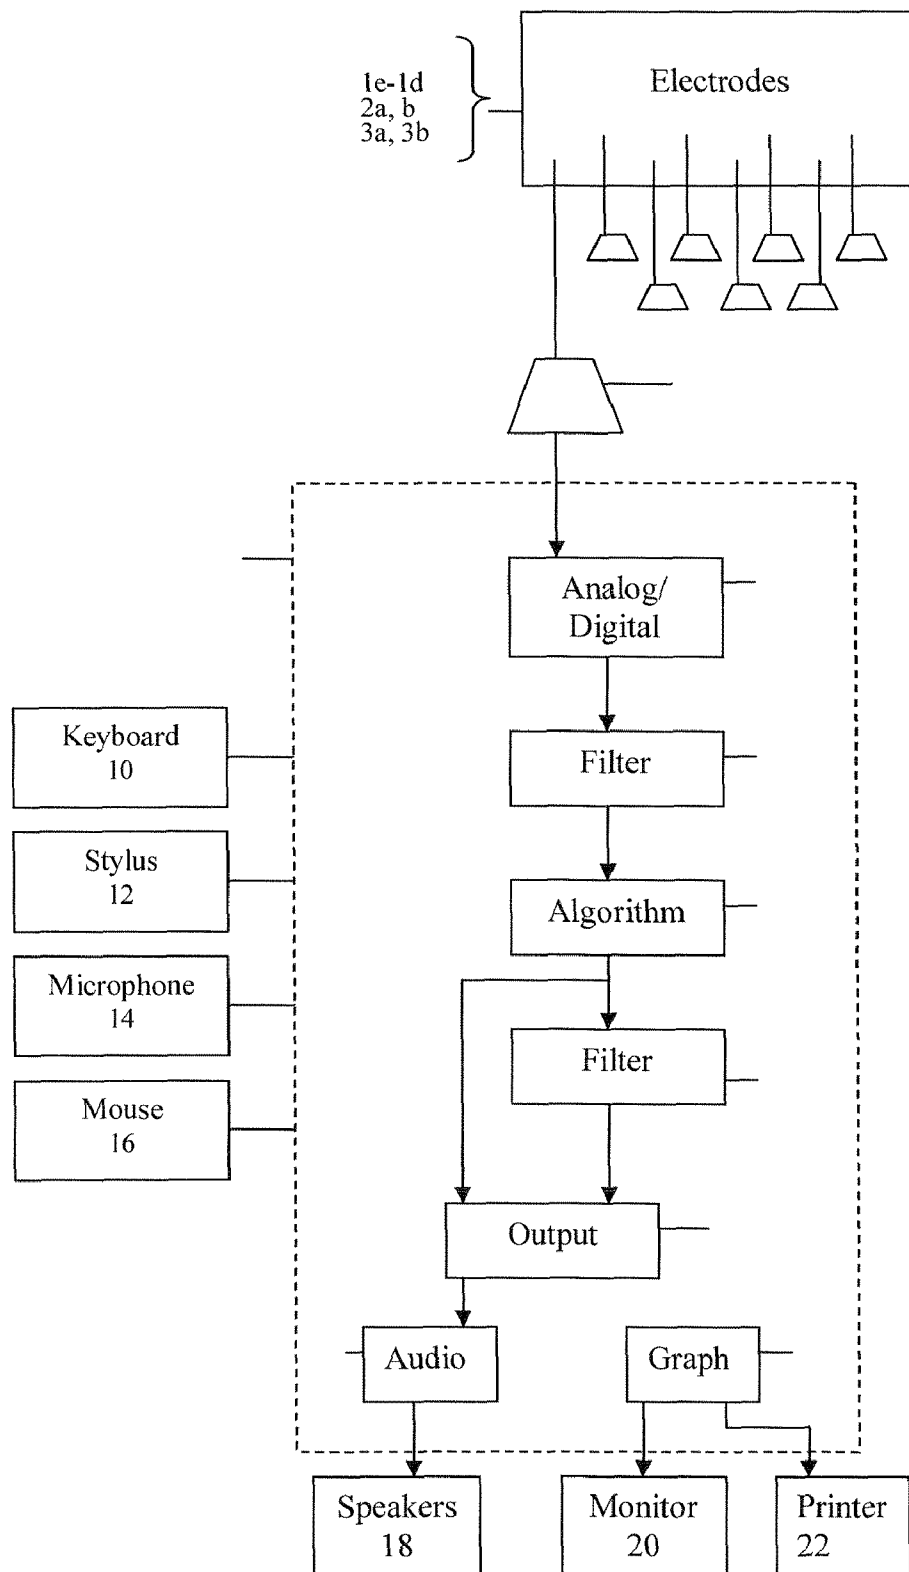 1e-1d
2a, b
3a, 3b
Electrodes
Analog/
Digital
Keyboard
10
Filter
Stylus
12
Algorithm
Microphone
14
Filter
Mouse
16
Output
Audio
Graph
Speakers
18
Monitor
20
Printer
22